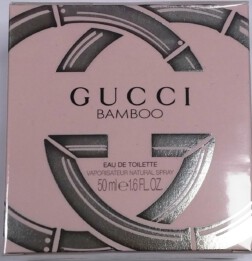 GUCCI
BAMBOO
EAU DE TOILETTE
VAPORISATEUR NATURAL SPRAY
50 ml ℮ 1.6 FL.OZ.